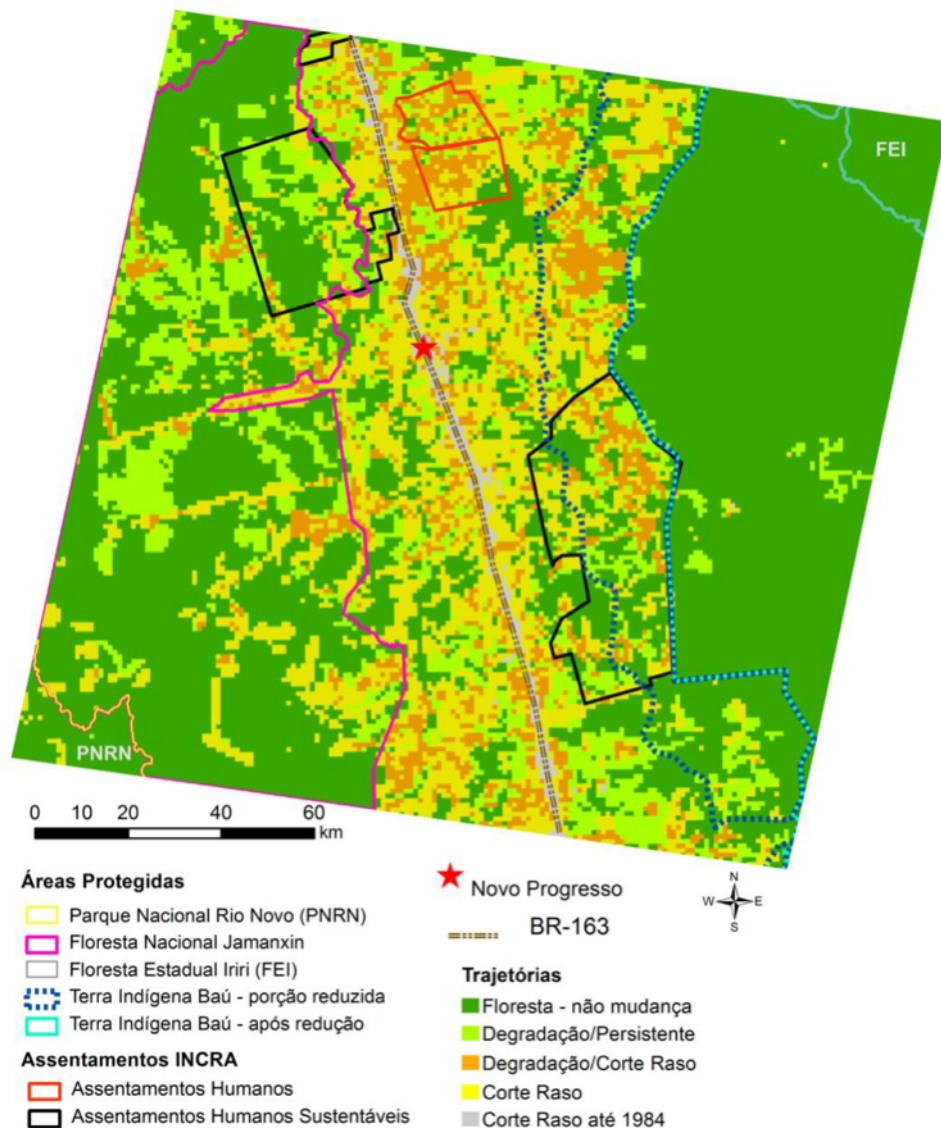 FEI
PNRN
0 10 20 40 60
km
Áreas Protegidas
Parque Nacional Rio Novo (PNRN)
Floresta Nacional Jamanxin
Floresta Estadual Iriri (FEI)
Terra Indígena Baú - porção reduzida
Terra Indígena Baú - após redução
Assentamentos INCRA
Assentamentos Humanos
Assentamentos Humanos Sustentáveis
Novo Progresso
BR-163
N
W E
S
Trajetórias
Floresta - não mudança
Degradação/Persistente
Degradação/Corte Raso
Corte Raso
Corte Raso até 1984